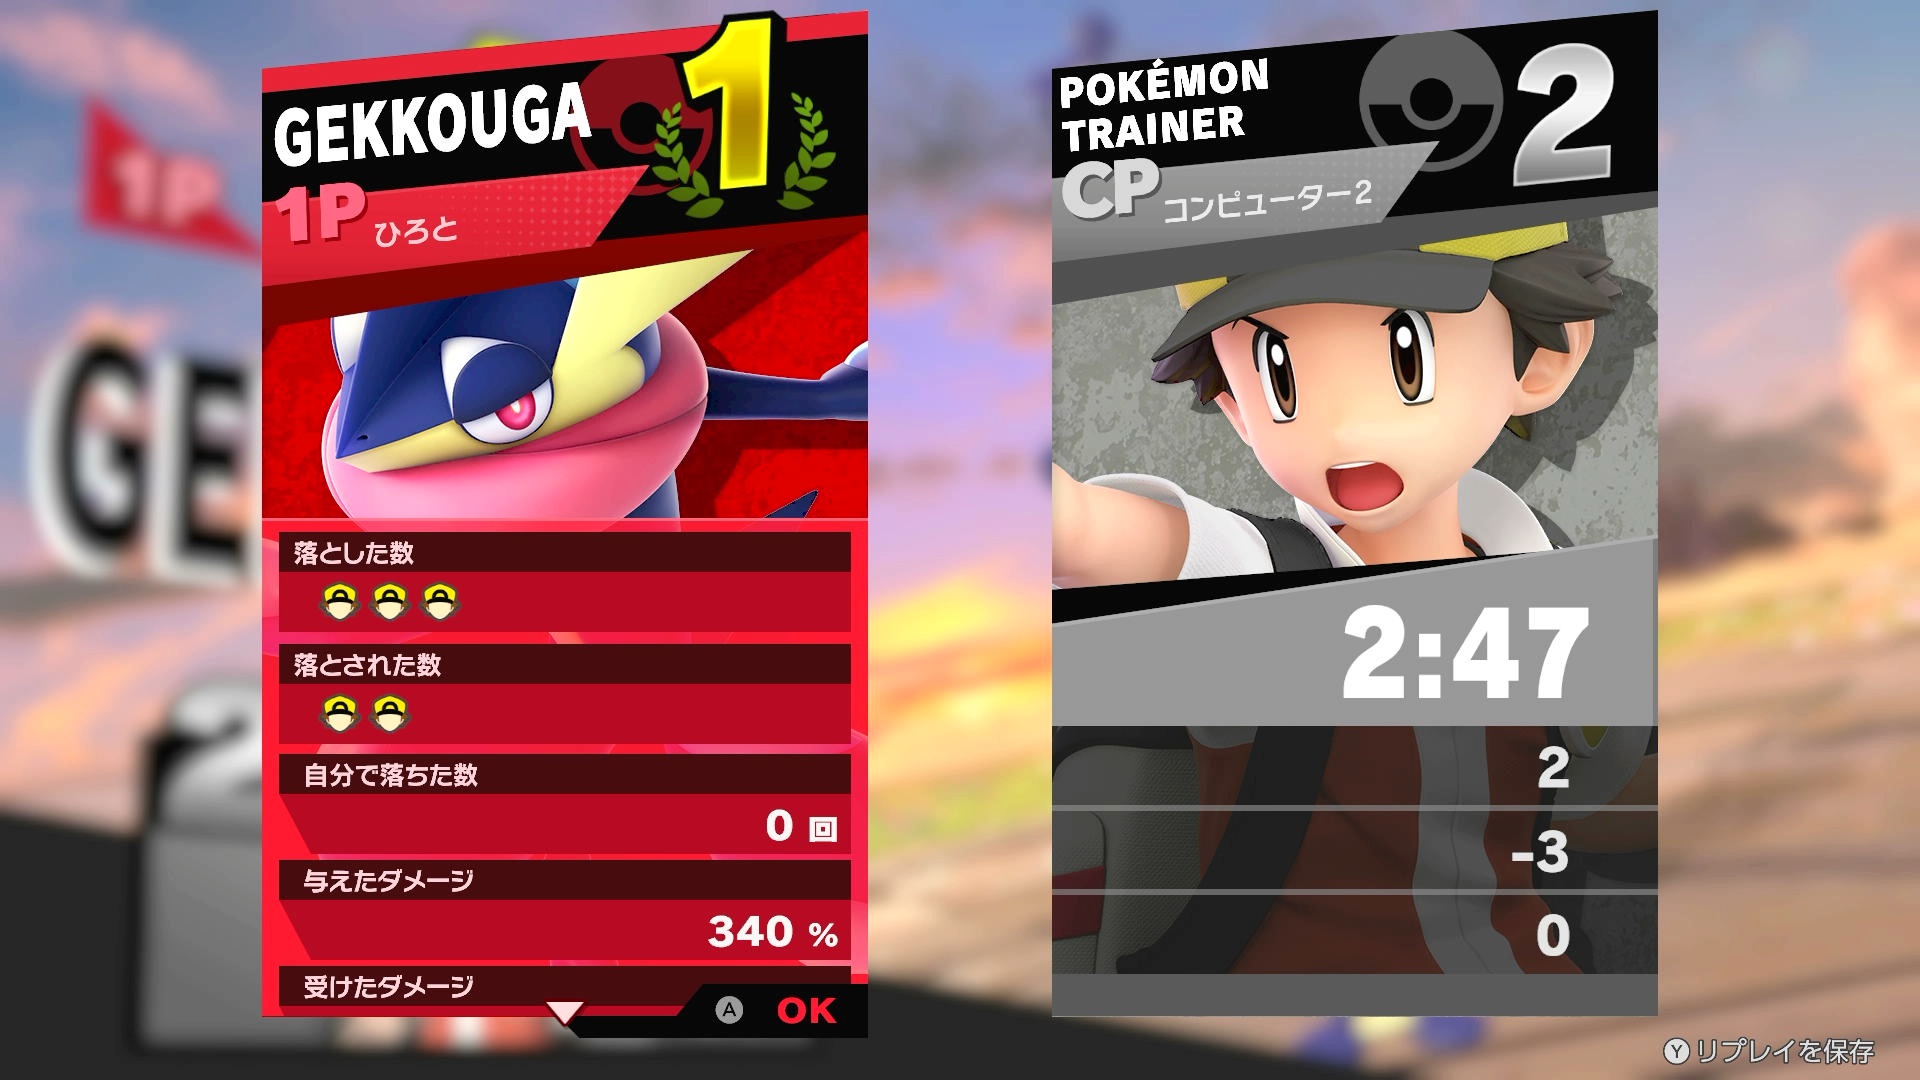 GEKKOUGA
1
1P ひろと
落とした数
落とされた数
自分で落ちた数
0 回
与えたダメージ
340 %
受けたダメージ
A OK
POKÉMON
TRAINER
2
CP コンピューター2
2:47
2
-3
0
1P
GE
2
Y リプレイを保存